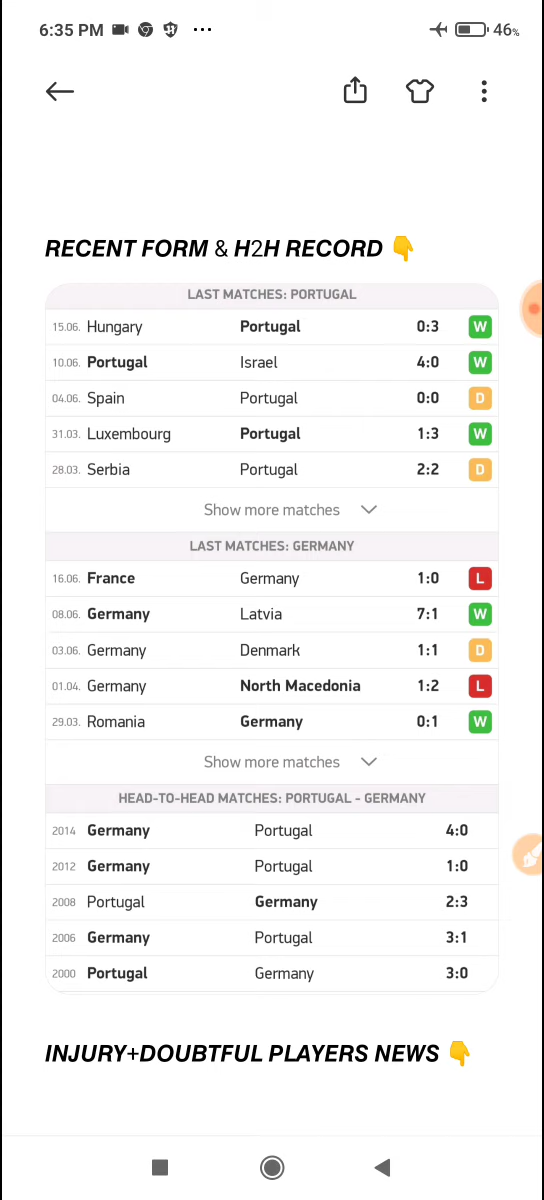 6:35 PM ... 46%
RECENT FORM & H2H RECORD 👇
LAST MATCHES: PORTUGAL
15.06. Hungary Portugal 0:3 W
10.06. Portugal Israel 4:0 W
04.06. Spain Portugal 0:0 D
31.03. Luxembourg Portugal 1:3 W
28.03. Serbia Portugal 2:2 D
Show more matches
LAST MATCHES: GERMANY
16.06. France Germany 1:0 L
08.06. Germany Latvia 7:1 W
03.06. Germany Denmark 1:1 D
01.04. Germany North Macedonia 1:2 L
29.03. Romania Germany 0:1 W
Show more matches
HEAD-TO-HEAD MATCHES: PORTUGAL - GERMANY
2014 Germany Portugal 4:0
2012 Germany Portugal 1:0
2008 Portugal Germany 2:3
2006 Germany Portugal 3:1
2000 Portugal Germany 3:0
INJURY+DOUBTFUL PLAYERS NEWS 👇